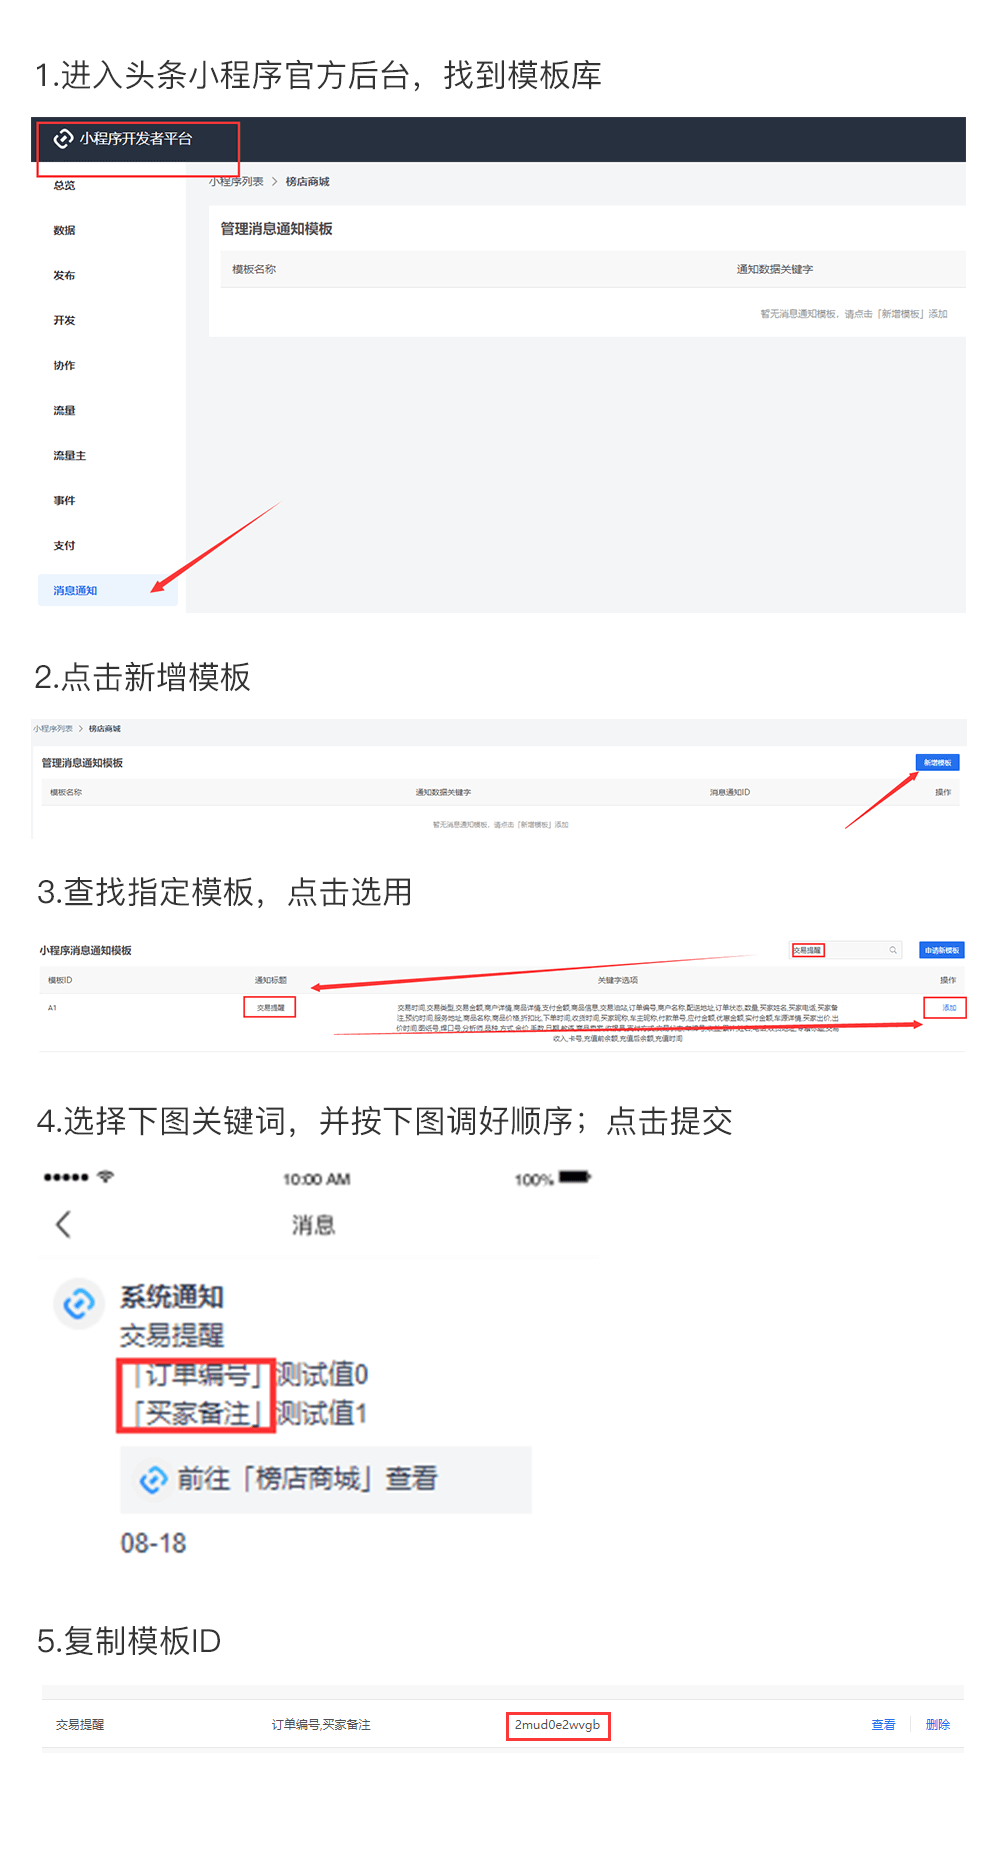 1.进入头条小程序官方后台，找到模板库
小程序开发者平台
小程序列表 > 榜店商城
总览
数据
发布
开发
协作
流量
流量主
事件
支付
消息通知
管理消息通知模板
模板名称 通知数据关键字
暂无消息通知模板，请点击「新增模板」添加
2.点击新增模板
小程序列表 > 榜店商城
管理消息通知模板 新增模板
模板名称 通知数据关键字 消息通知ID 操作
暂无消息通知模板，请点击「新增模板」添加
3.查找指定模板，点击选用
小程序消息通知模板 交易提醒 申请新模板
模板ID 通知标题 关键字选项 操作
A1 交易提醒 交易时间,交易类型,交易金额,商户详情,商品详情,支付金额,商品信息,交易地址,订单编号,商户名称,配送地址,订单状态,数量,买家姓名,买家电话,买家备 添加
注,预约时间,服务地址,商品名称,商品价格,折扣比,下单时间,收货时间,买家昵称,车主昵称,付款单号,应付金额,优惠金额,实付金额,车源详情,买家出价,出
收入,卡号,充值前余额,充值后余额,充值时间
4.选择下图关键词，并按下图调好顺序；点击提交
10:00 AM 100%
消息
系统通知
交易提醒
「订单编号」测试值0
「买家备注」测试值1
前往「榜店商城」查看
08-18
5.复制模板ID
交易提醒 订单编号,买家备注 2mud0e2wvgb 查看 删除